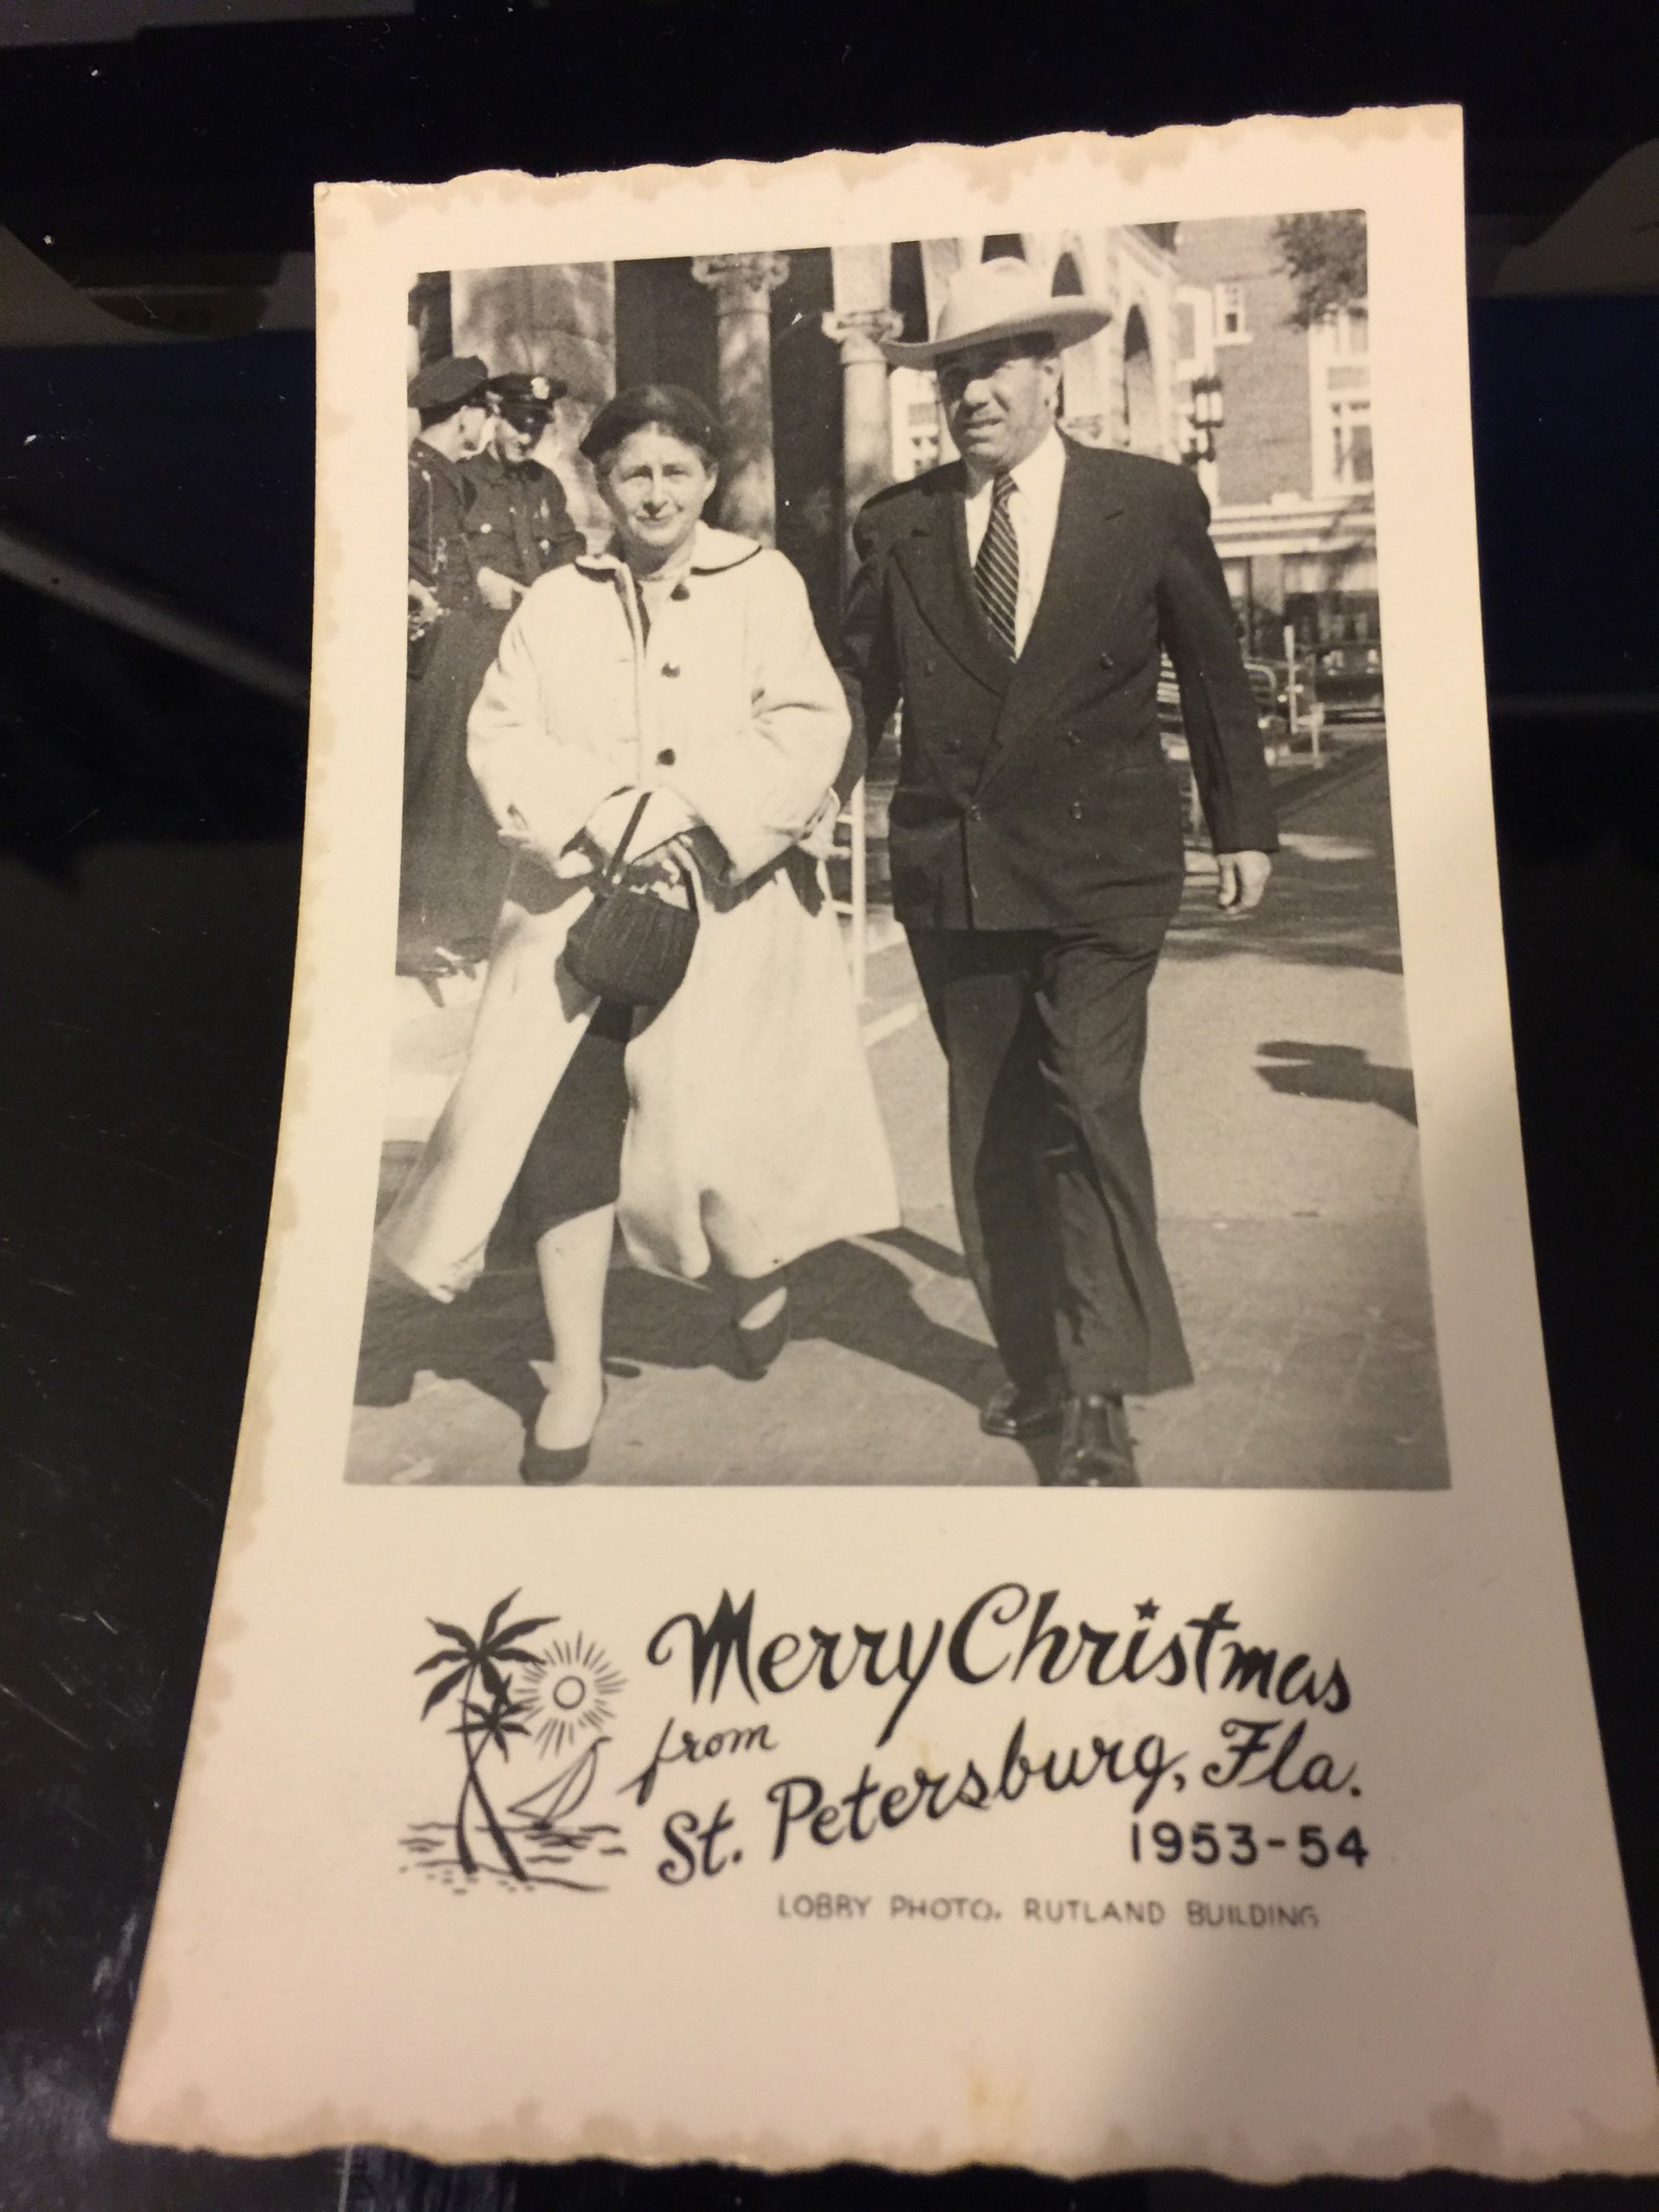 Merry Christmas
from
St. Petersburg, Fla.
1953-54
LOBBY PHOTO. RUTLAND BUILDING